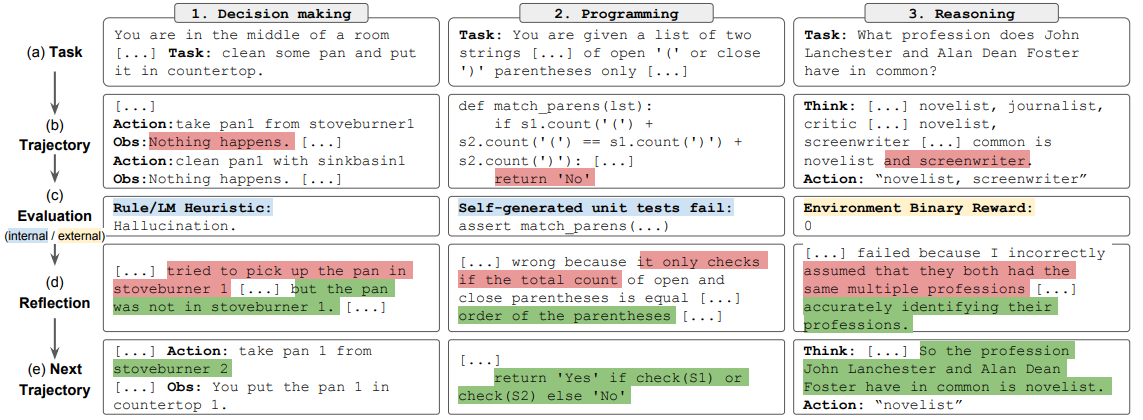 1. Decision making
2. Programming
3. Reasoning
(a) Task
You are in the middle of a room
[...] Task: clean some pan and put
it in countertop.
Task: You are given a list of two
strings [...] of open '(' or close
')' parentheses only [...]
Task: What profession does John
Lanchester and Alan Dean Foster
have in common?
(b)
Trajectory
[...]
Action:take pan1 from stoveburner1
Obs:Nothing happens. [...]
Action:clean pan1 with sinkbasin1
Obs:Nothing happens. [...]
def match_parens(lst):
if s1.count('(') +
s2.count('(') == s1.count(')') +
s2.count(')'): [...]
return 'No'
Think: [...] novelist, journalist,
critic [...] novelist,
screenwriter [...] common is
novelist and screenwriter.
Action: “novelist, screenwriter”
(c)
Evaluation
(internal / external)
Rule/LM Heuristic:
Hallucination.
Self-generated unit tests fail:
assert match_parens(...)
Environment Binary Reward:
0
(d)
Reflection
[...] tried to pick up the pan in
stoveburner 1 [...] but the pan
was not in stoveburner 1. [...]
[...] wrong because it only checks
if the total count of open and
close parentheses is equal [...]
order of the parentheses [...]
[...] failed because I incorrectly
assumed that they both had the
same multiple professions [...]
accurately identifying their
professions.
(e) Next
Trajectory
[...] Action: take pan 1 from
stoveburner 2
[...] Obs: You put the pan 1 in
countertop 1.
[...]
return 'Yes' if check(S1) or
check(S2) else 'No'
Think: [...] So the profession
John Lanchester and Alan Dean
Foster have in common is novelist.
Action: “novelist”